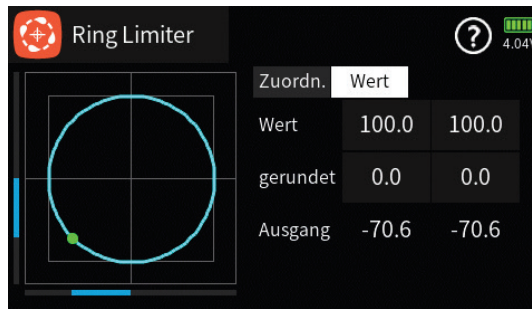 Ring Limiter
? 4.04V
Zuordn. Wert
Wert 100.0 100.0
gerundet 0.0 0.0
Ausgang -70.6 -70.6